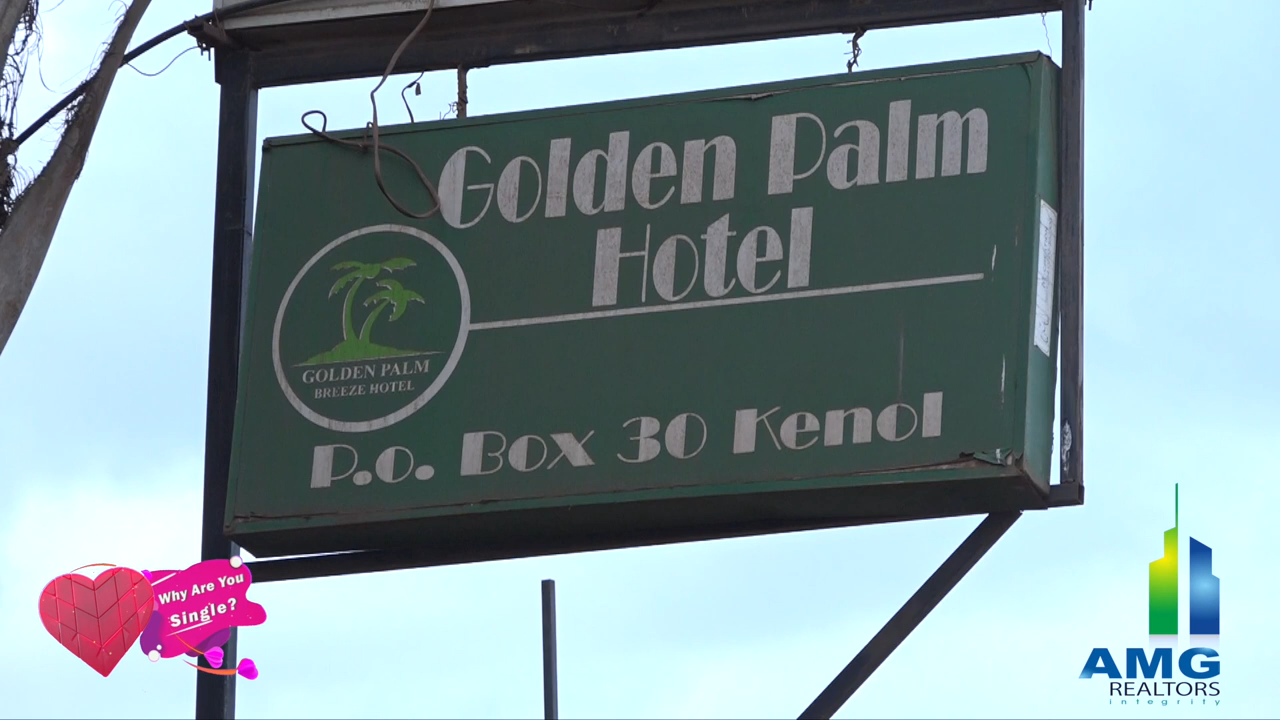 Golden Palm
Hotel
GOLDEN PALM
BREEZE HOTEL
P.O. Box 30 Kenol
Why Are You
Single?
AMG
REALTORS
integrity